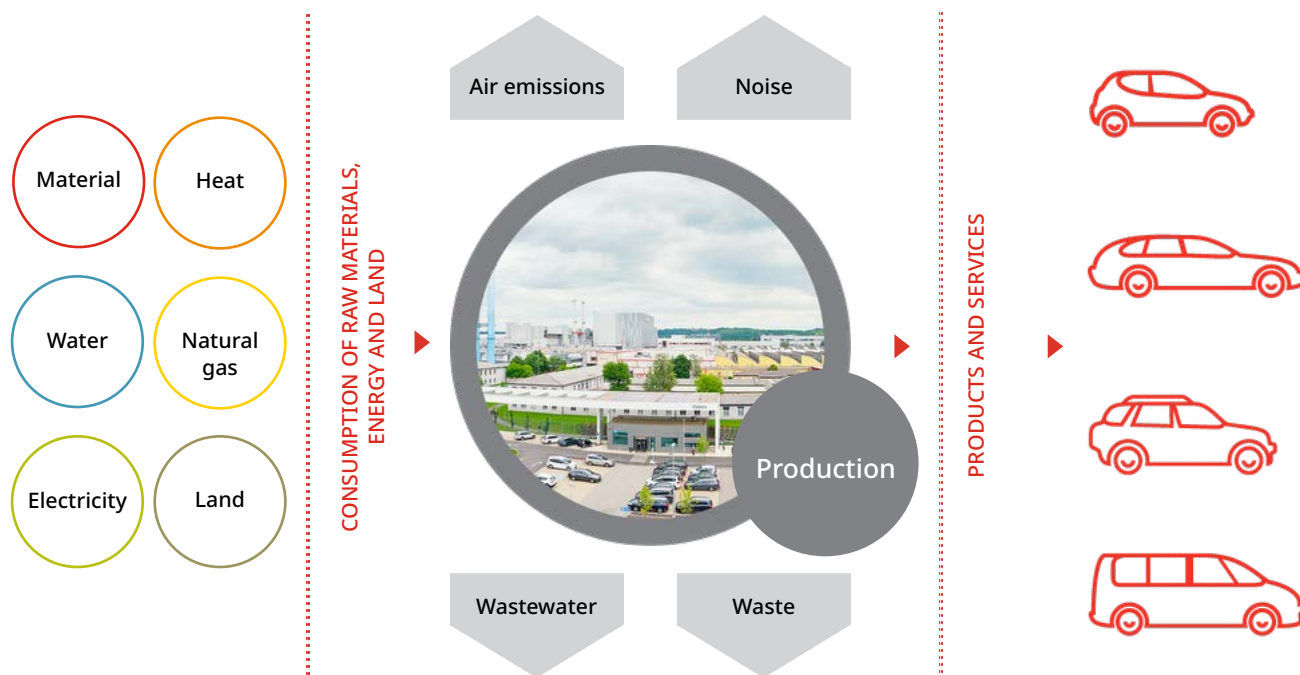 Material
Heat
Water
Natural
gas
Electricity
Land
CONSUMPTION OF RAW MATERIALS,
ENERGY AND LAND
Air emissions
Noise
Production
Wastewater
Waste
PRODUCTS AND SERVICES